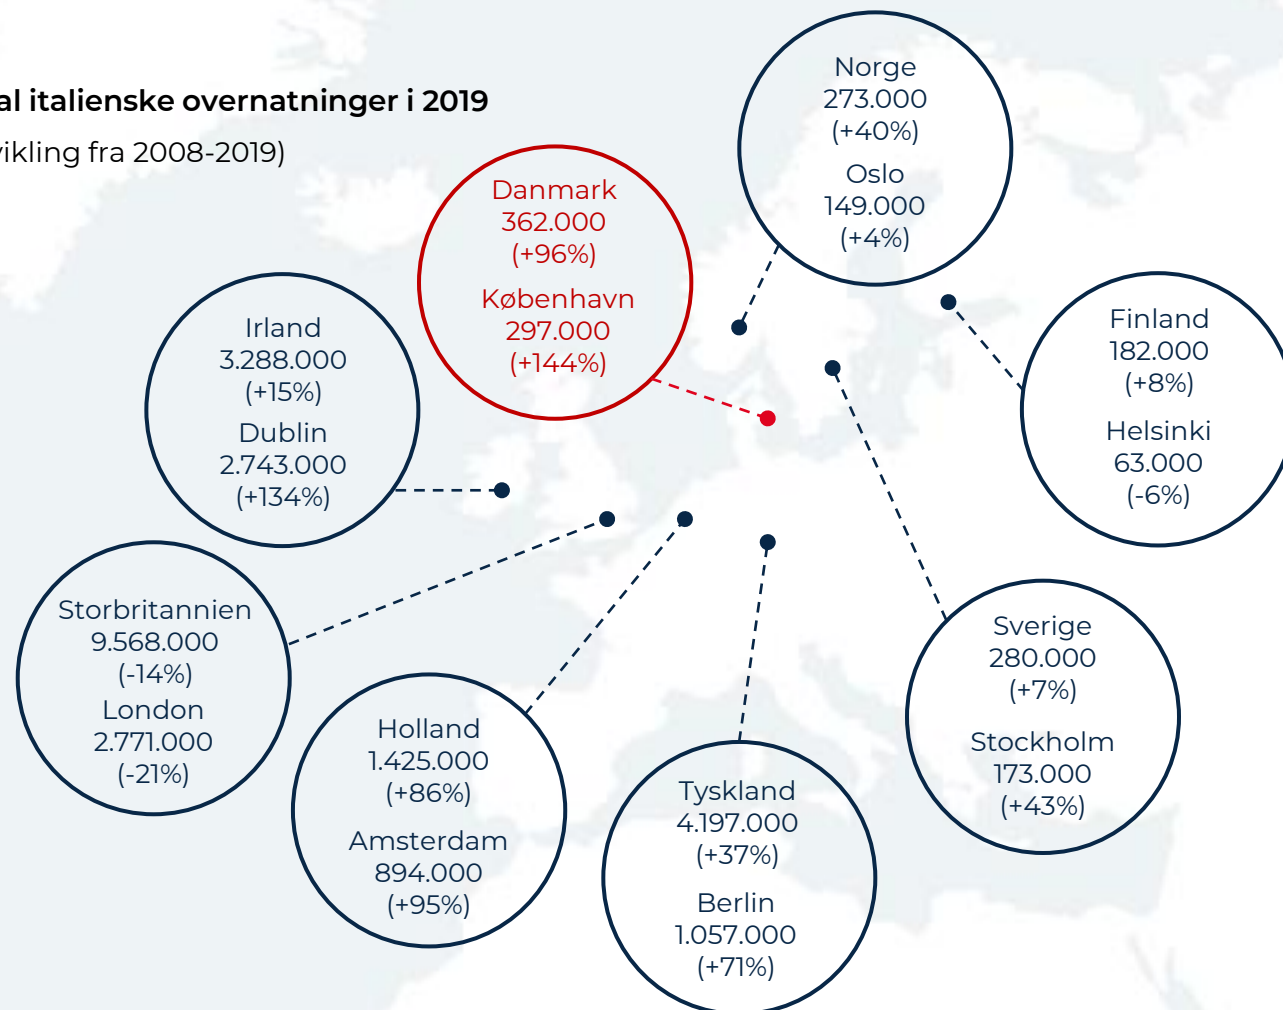 italienske overnatninger i 2019
fra 2008-2019)
Norge
273.000
(+40%)
Oslo
149.000
(+4%)
Danmark
362.000
(+96%)
København
297.000
(+144%)
Irland
3.288.000
(+15%)
Dublin
2.743.000
(+134%)
Finland
182.000
(+8%)
Helsinki
63.000
(-6%)
Storbritannien
9.568.000
(-14%)
London
2.771.000
(-21%)
Holland
1.425.000
(+86%)
Amsterdam
894.000
(+95%)
Tyskland
4.197.000
(+37%)
Berlin
1.057.000
(+71%)
Sverige
280.000
(+7%)
Stockholm
173.000
(+43%)